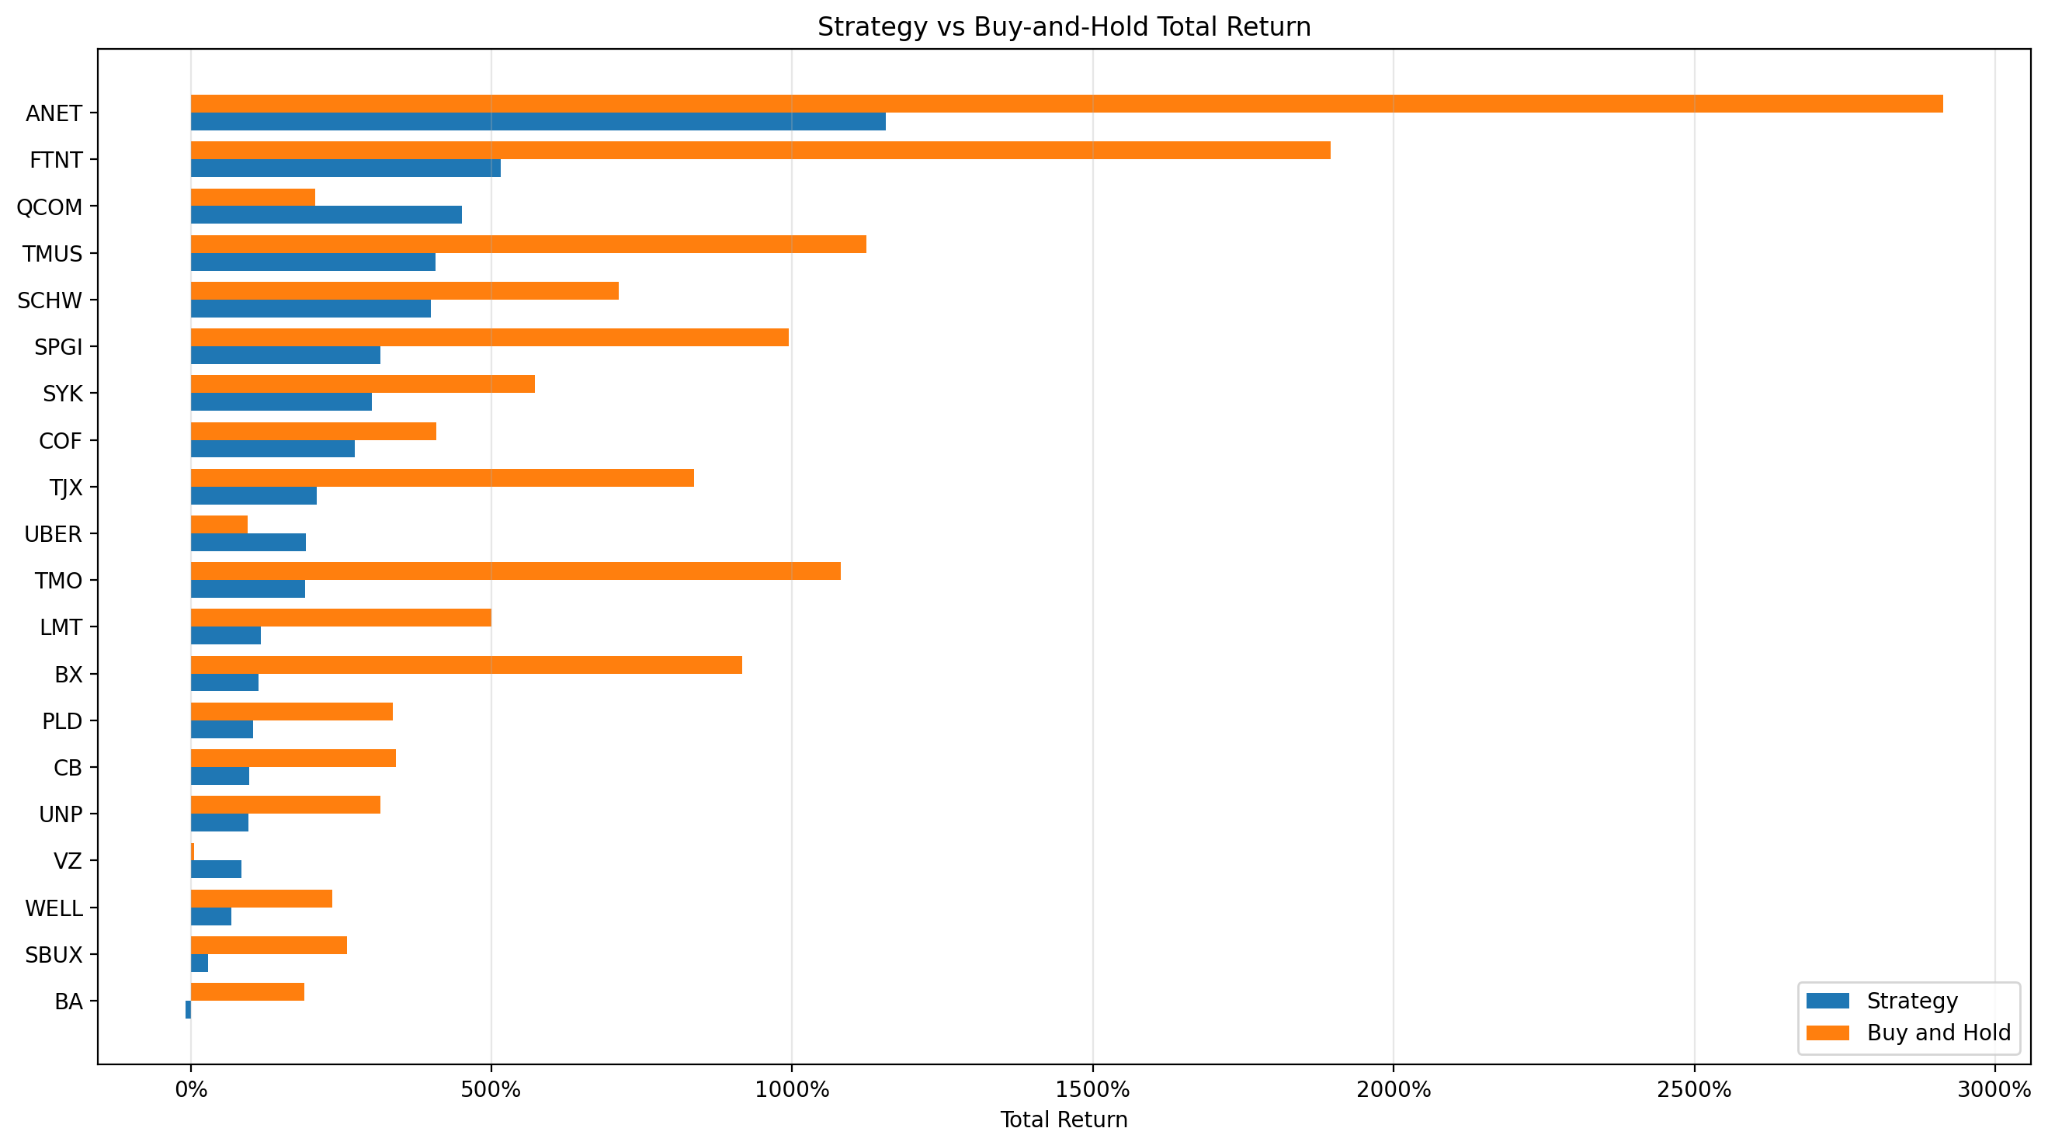 Strategy vs Buy-and-Hold Total Return
ANET
FTNT
QCOM
TMUS
SCHW
SPGI
SYK
COF
TJX
UBER
TMO
LMT
BX
PLD
CB
UNP
VZ
WELL
SBUX
BA
Strategy
Buy and Hold
0% 500% 1000% 1500% 2000% 2500% 3000%
Total Return